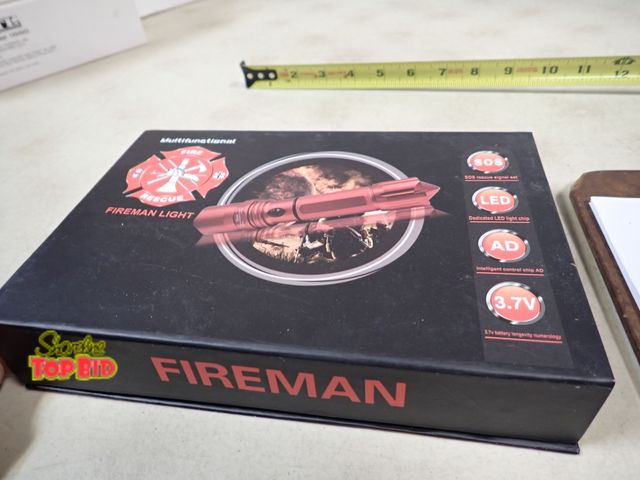 Multifunctional
FIRE
RESCUE
FIREMAN LIGHT
SOS
SOS rescue signal set
LED
Dedicated LED light chip
AD
Intelligent control chip AD
3.7V
3.7v battery longevity numerology
FIREMAN
TOP BID
2 3 4 5 6 7 8 9 10 11 12